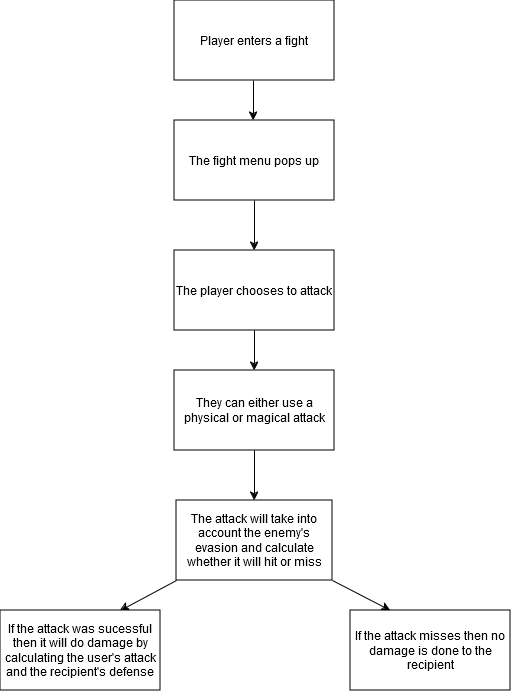 Player enters a fight
The fight menu pops up
The player chooses to attack
They can either use a
physical or magical attack
The attack will take into
account the enemy's
evasion and calculate
whether it will hit or miss
If the attack was sucessful
then it will do damage by
calculating the user's attack
and the recipient's defense
If the attack misses then no
damage is done to the
recipient